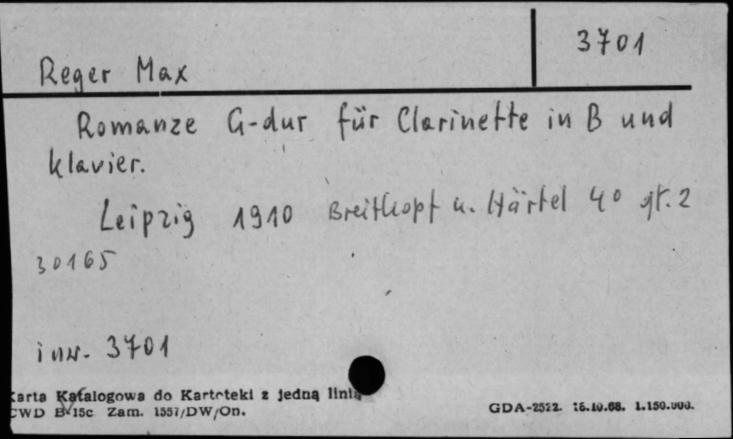 3701
Reger Max
Romanze G-dur für Clarinette in B und
Klavier.
Leipzig 1910 Breitkopf u. Härtel 4° gł. 2
30165
inw. 3701
Karta Katalogowa do Kartoteki z jedną linią
CWD B-15c Zam. 1557/DW/On.
GDA-2522 16.10.68. 1.150.000.